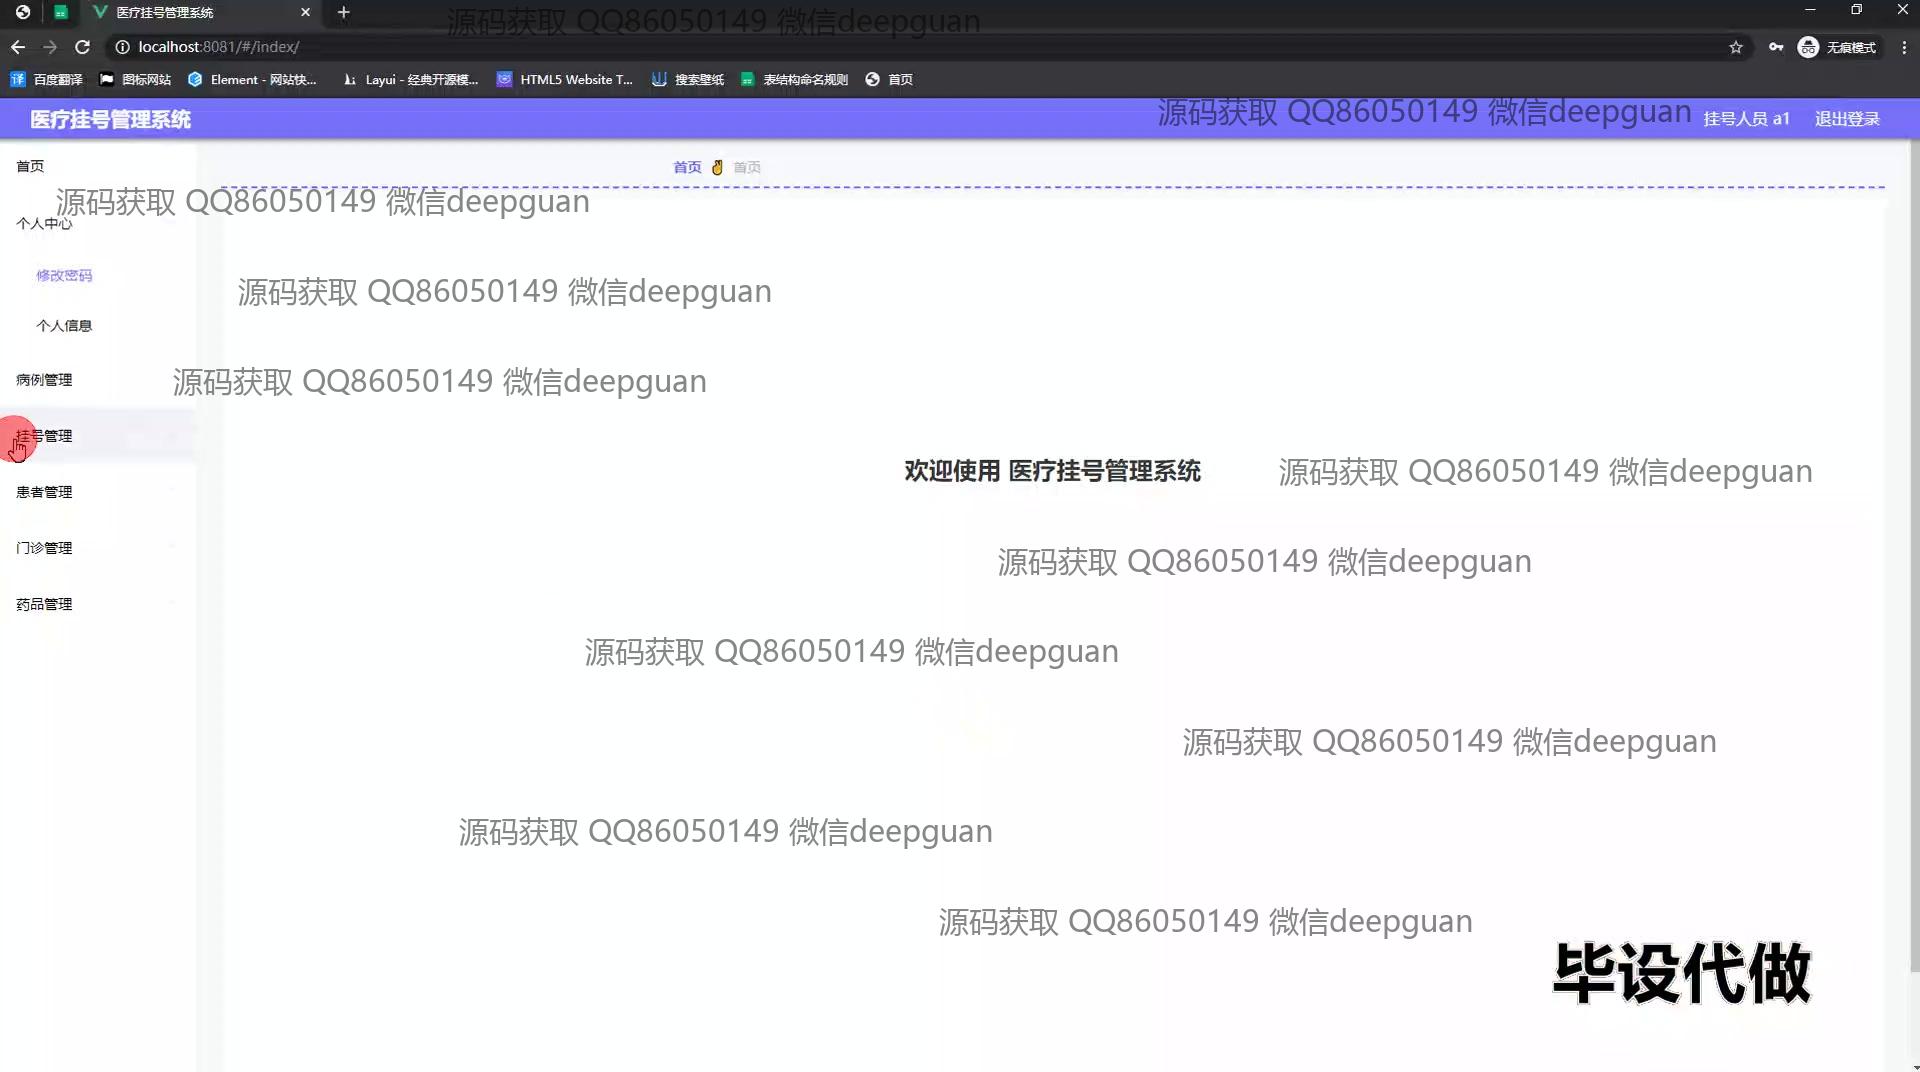 医疗挂号管理系统
源码获取 QQ86050149 微信deepguan
localhost:8081/#/index/
无痕模式
百度翻译
图标网站
Element - 网站快...
Layui - 经典开源模...
HTML5 Website T...
搜索壁纸
表结构命名规则
首页
医疗挂号管理系统
源码获取 QQ86050149 微信deepguan
挂号人员 a1
退出登录
首页
首页
首页
源码获取 QQ86050149 微信deepguan
个人中心
修改密码
源码获取 QQ86050149 微信deepguan
个人信息
病例管理
源码获取 QQ86050149 微信deepguan
挂号管理
欢迎使用 医疗挂号管理系统
源码获取 QQ86050149 微信deepguan
患者管理
门诊管理
源码获取 QQ86050149 微信deepguan
药品管理
源码获取 QQ86050149 微信deepguan
源码获取 QQ86050149 微信deepguan
源码获取 QQ86050149 微信deepguan
源码获取 QQ86050149 微信deepguan
毕设代做